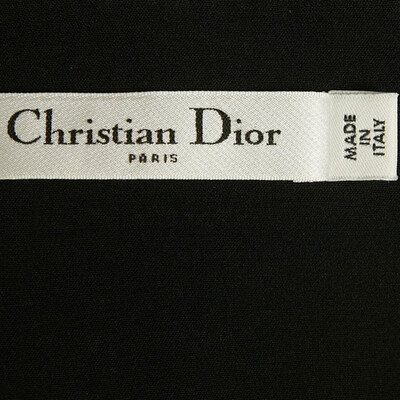 Christian Dior
PARIS
MADE
IN
ITALY